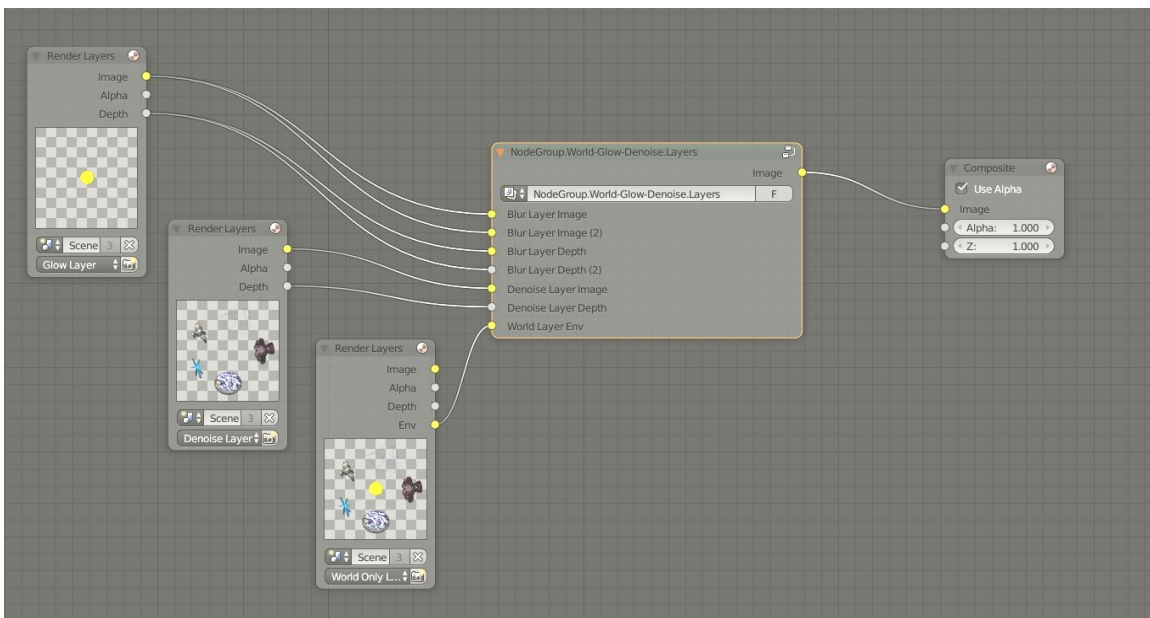 Render Layers
Image
Alpha
Depth
Scene 3
Glow Layer
Render Layers
Image
Alpha
Depth
Scene 3
Denoise Layer
Render Layers
Image
Alpha
Depth
Env
Scene 3
World Only L...
NodeGroup.World-Glow-Denoise.Layers
Image
NodeGroup.World-Glow-Denoise.Layers F
Blur Layer Image
Blur Layer Image (2)
Blur Layer Depth
Blur Layer Depth (2)
Denoise Layer Image
Denoise Layer Depth
World Layer Env
Composite
Use Alpha
Image
Alpha: 1.000
Z: 1.000